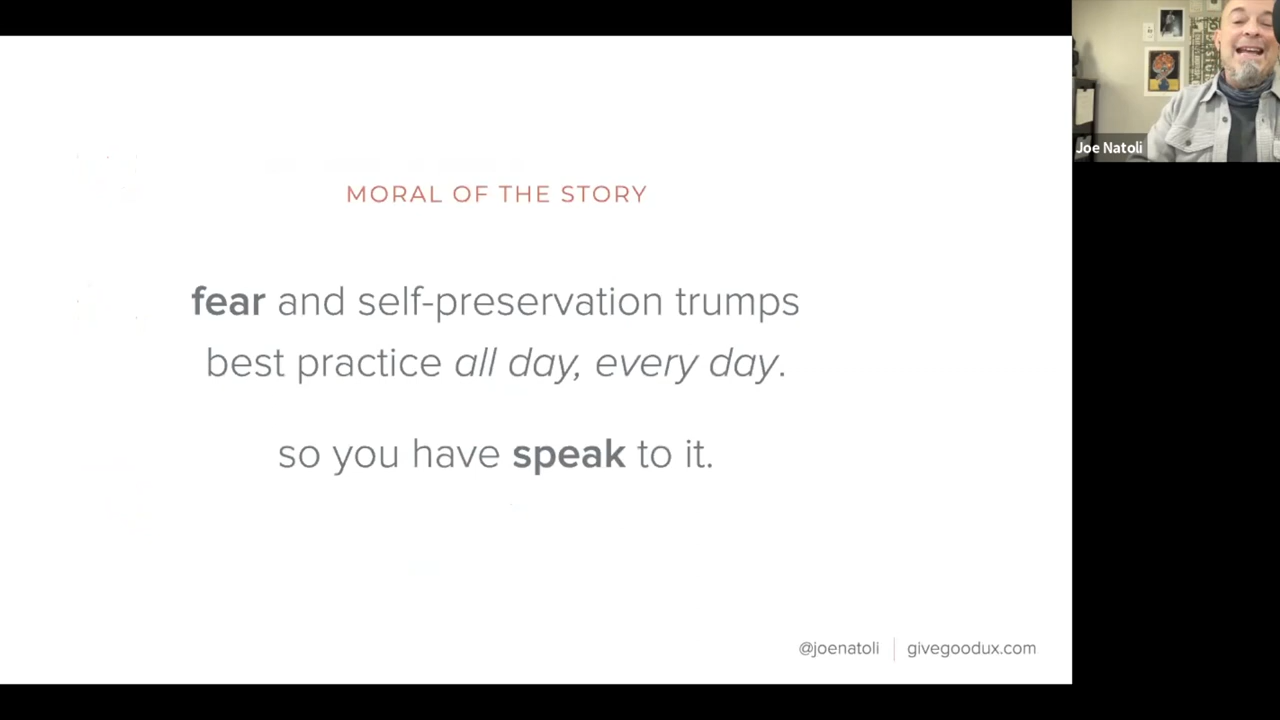 MORAL OF THE STORY
fear and self-preservation trumps
best practice all day, every day.
so you have speak to it.
@joenatoli | givegoodux.com
Joe Natoli